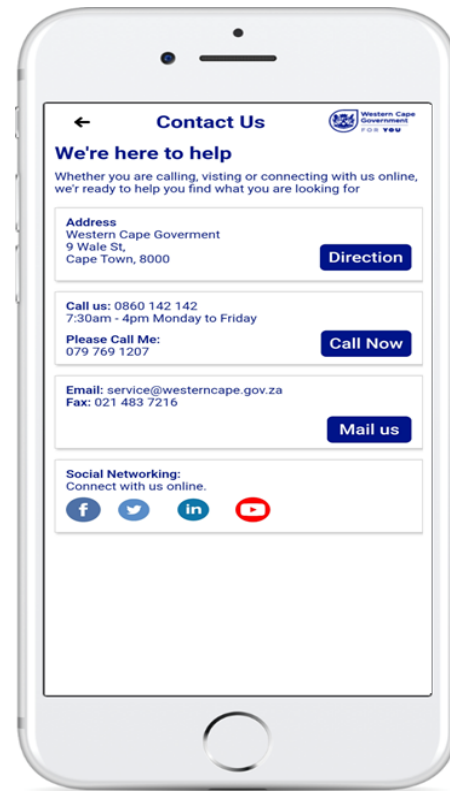 Contact Us
Western Cape
Government
FOR YOU
We're here to help
Whether you are calling, visting or connecting with us online,
we'r ready to help you find what you are looking for
Address
Western Cape Goverment
9 Wale St,
Cape Town, 8000
Direction
Call us: 0860 142 142
7:30am - 4pm Monday to Friday
Please Call Me:
079 769 1207
Call Now
Email: service@westerncape.gov.za
Fax: 021 483 7216
Mail us
Social Networking:
Connect with us online.
f
in